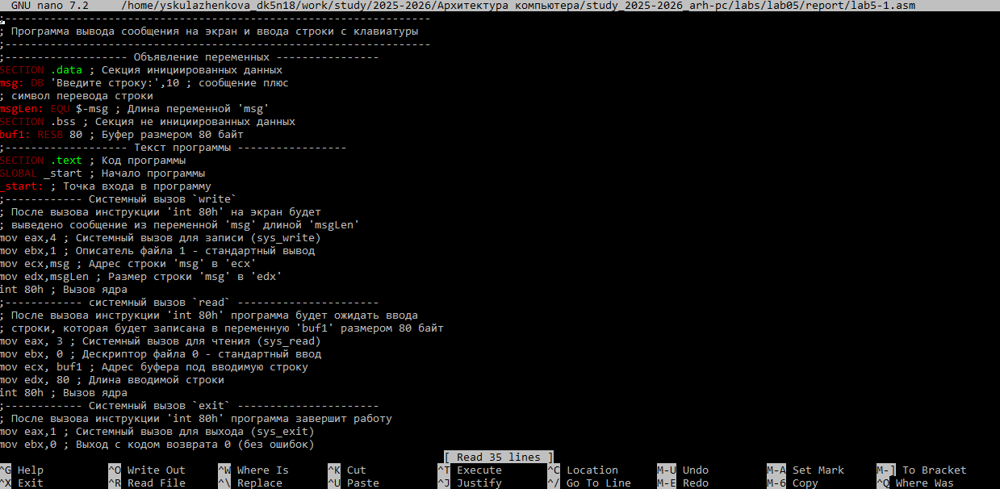 GNU nano 7.2 /home/yskulazhenkova_dk5n18/work/study/2025-2026/Архитектура компьютера/study_2025-2026_arh-pc/labs/lab05/report/lab5-1.asm
;------------------------------------------------------------------
; Программа вывода сообщения на экран и ввода строки с клавиатуры
;------------------------------------------------------------------
;------------------- Объявление переменных ----------------
SECTION .data ; Секция инициированных данных
msg: DB 'Введите строку:',10 ; сообщение плюс
; символ перевода строки
msgLen: EQU $-msg ; Длина переменной 'msg'
SECTION .bss ; Секция не инициированных данных
buf1: RESB 80 ; Буфер размером 80 байт
;------------------- Текст программы -----------------
SECTION .text ; Код программы
GLOBAL _start ; Начало программы
_start: ; Точка входа в программу
;------------ Системный вызов `write`
; После вызова инструкции 'int 80h' на экран будет
; выведено сообщение из переменной 'msg' длиной 'msgLen'
mov eax,4 ; Системный вызов для записи (sys_write)
mov ebx,1 ; Описатель файла 1 - стандартный вывод
mov ecx,msg ; Адрес строки 'msg' в 'ecx'
mov edx,msgLen ; Размер строки 'msg' в 'edx'
int 80h ; Вызов ядра
;------------ системный вызов `read` ----------------------
; После вызова инструкции 'int 80h' программа будет ожидать ввода
; строки, которая будет записана в переменную 'buf1' размером 80 байт
mov eax, 3 ; Системный вызов для чтения (sys_read)
mov ebx, 0 ; Дескриптор файла 0 - стандартный ввод
mov ecx, buf1 ; Адрес буфера под вводимую строку
mov edx, 80 ; Длина вводимой строки
int 80h ; Вызов ядра
;------------ Системный вызов `exit` ----------------------
; После вызова инструкции 'int 80h' программа завершит работу
mov eax,1 ; Системный вызов для выхода (sys_exit)
mov ebx,0 ; Выход с кодом возврата 0 (без ошибок)
[ Read 35 lines ]
^G Help ^O Write Out ^W Where Is ^K Cut ^T Execute ^C Location M-U Undo M-A Set Mark M-] To Bracket
^X Exit ^R Read File ^\ Replace ^U Paste ^J Justify ^/ Go To Line M-E Redo M-6 Copy ^Q Where Was